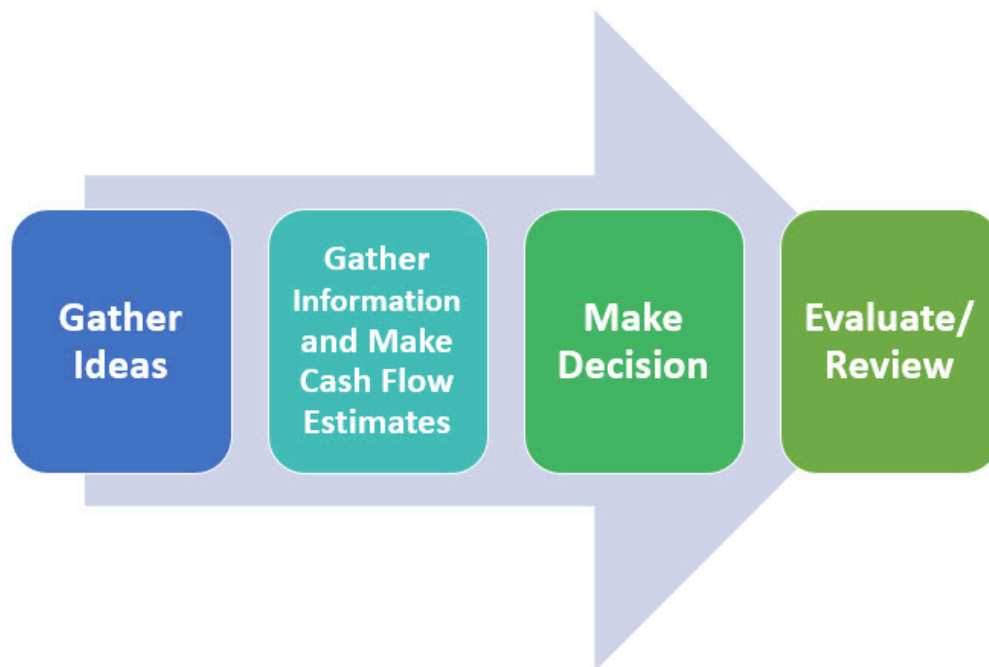 Gather
Ideas
Gather
Information
and Make
Cash Flow
Estimates
Make
Decision
Evaluate/
Review